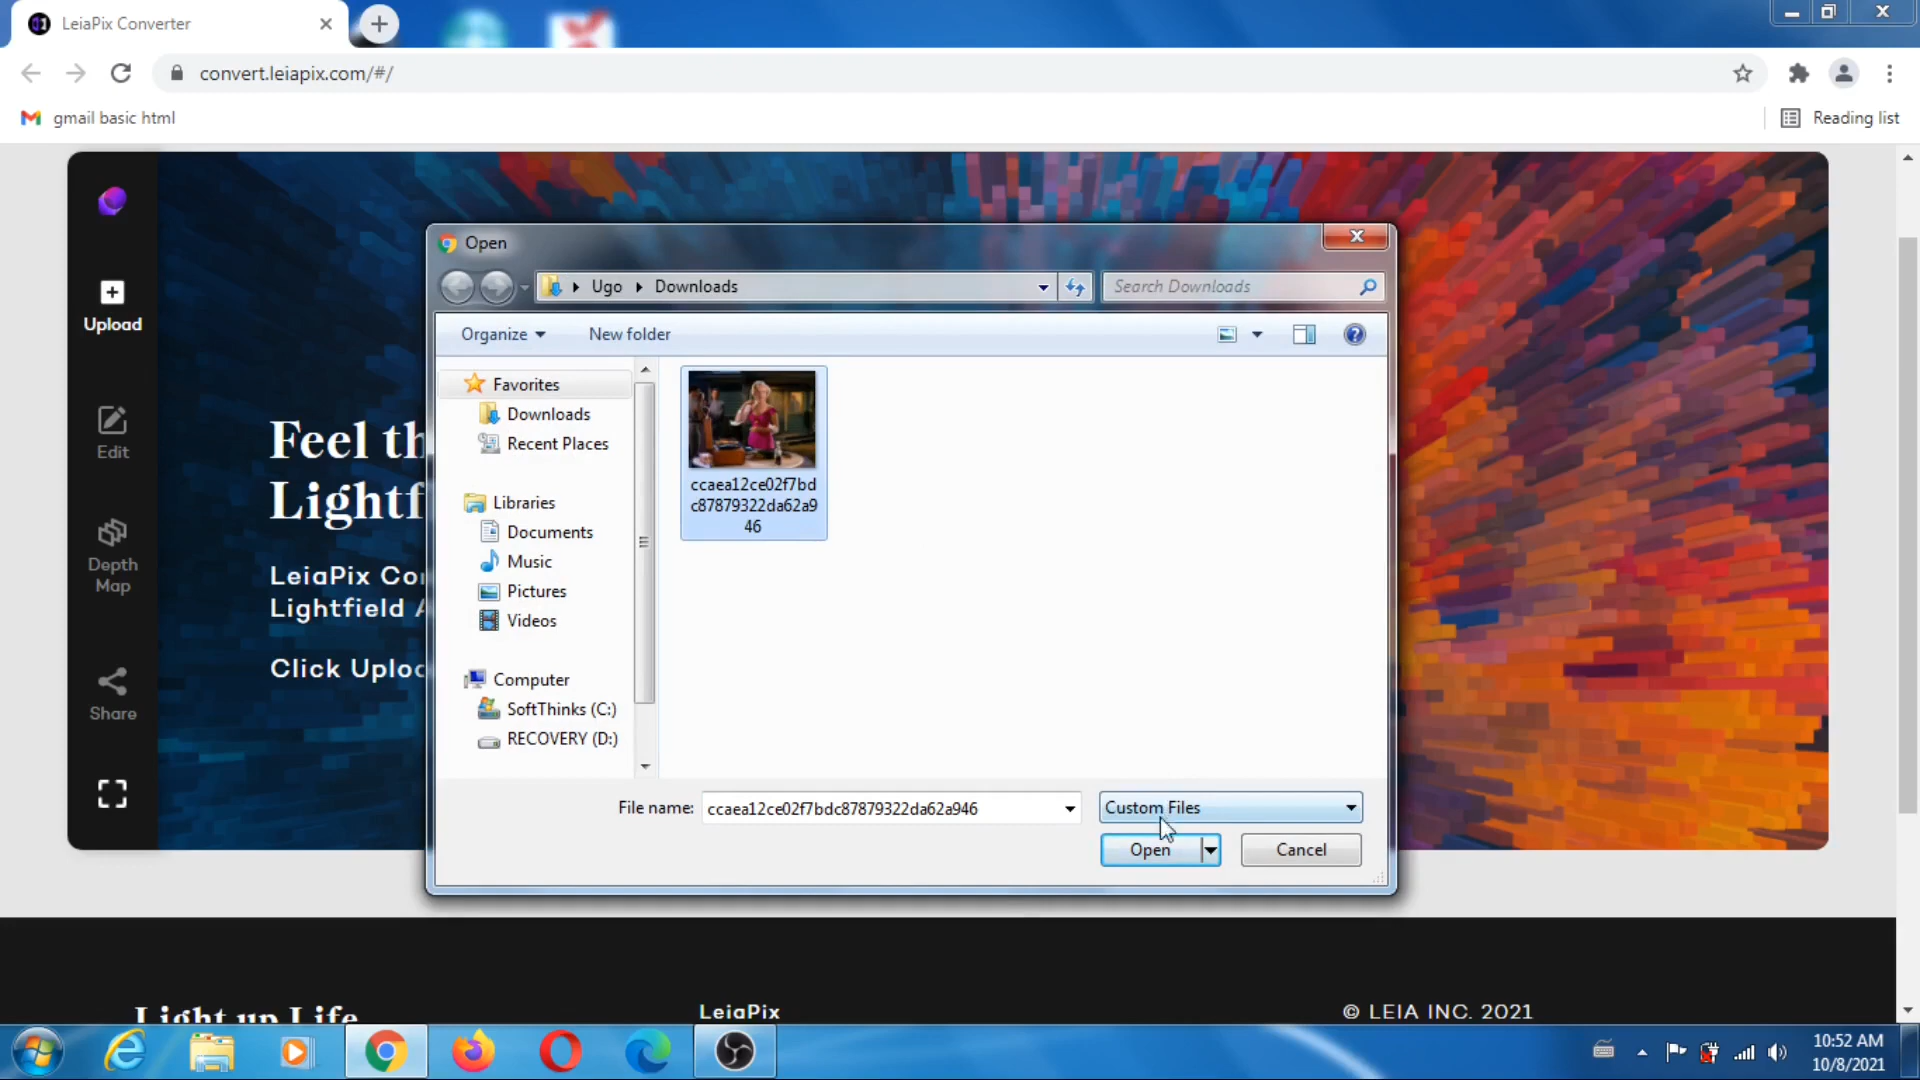 LeiaPix Converter
convert.leiapix.com/#/
gmail basic html
Reading list
Upload
Edit
Depth
Map
Share
Feel th
Lightf
LeiaPix Co
Lightfield
Click Uploa
Open
Ugo
Downloads
Search Downloads
Organize
New folder
Favorites
Downloads
Recent Places
Libraries
Documents
Music
Pictures
Videos
Computer
SoftThinks (C:)
RECOVERY (D:)
ccaea12ce02f7bd
c87879322da62a9
46
File name:
ccaea12ce02f7bdc87879322da62a946
Custom Files
Open
Cancel
Light up Life
LeiaPix
© LEIA INC. 2021
10:52 AM
10/8/2021